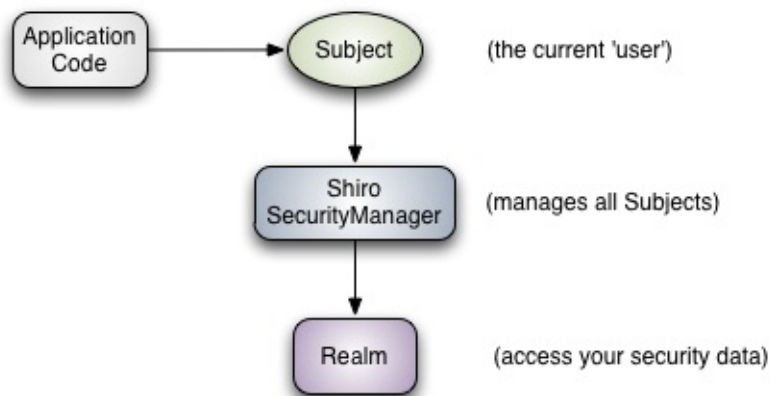 Application
Code
Subject
(the current 'user')
Shiro
SecurityManager
(manages all Subjects)
Realm
(access your security data)